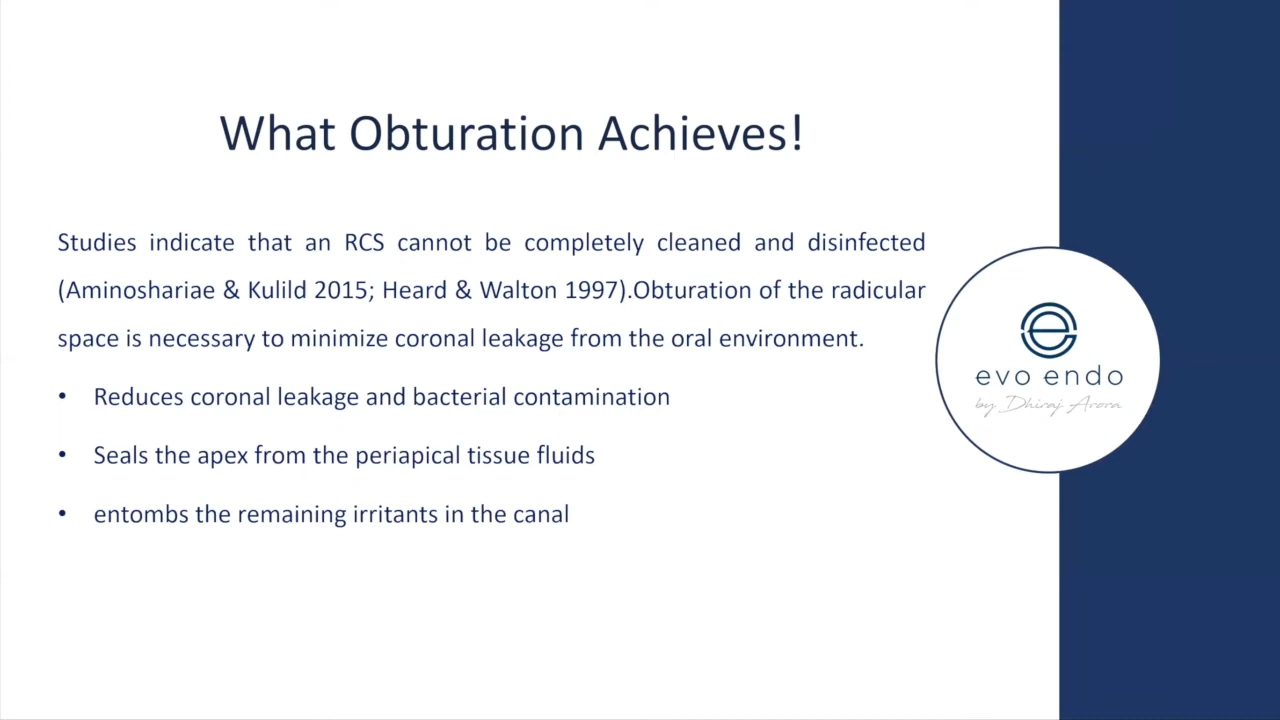 What Obturation Achieves!
Studies indicate that an RCS cannot be completely cleaned and disinfected
(Aminoshariae & Kulild 2015; Heard & Walton 1997).Obturation of the radicular
space is necessary to minimize coronal leakage from the oral environment.
• Reduces coronal leakage and bacterial contamination
• Seals the apex from the periapical tissue fluids
• entombs the remaining irritants in the canal
evo endo
by Dhiraj Arora